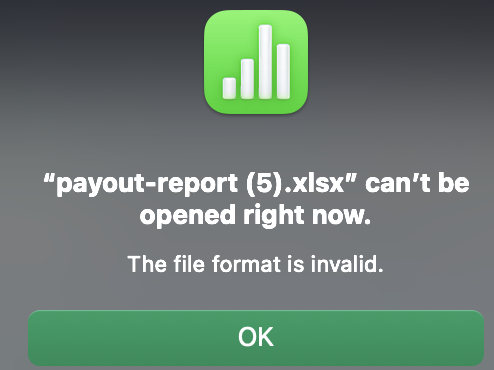 “payout-report (5).xlsx” can’t be
opened right now.
The file format is invalid.
OK